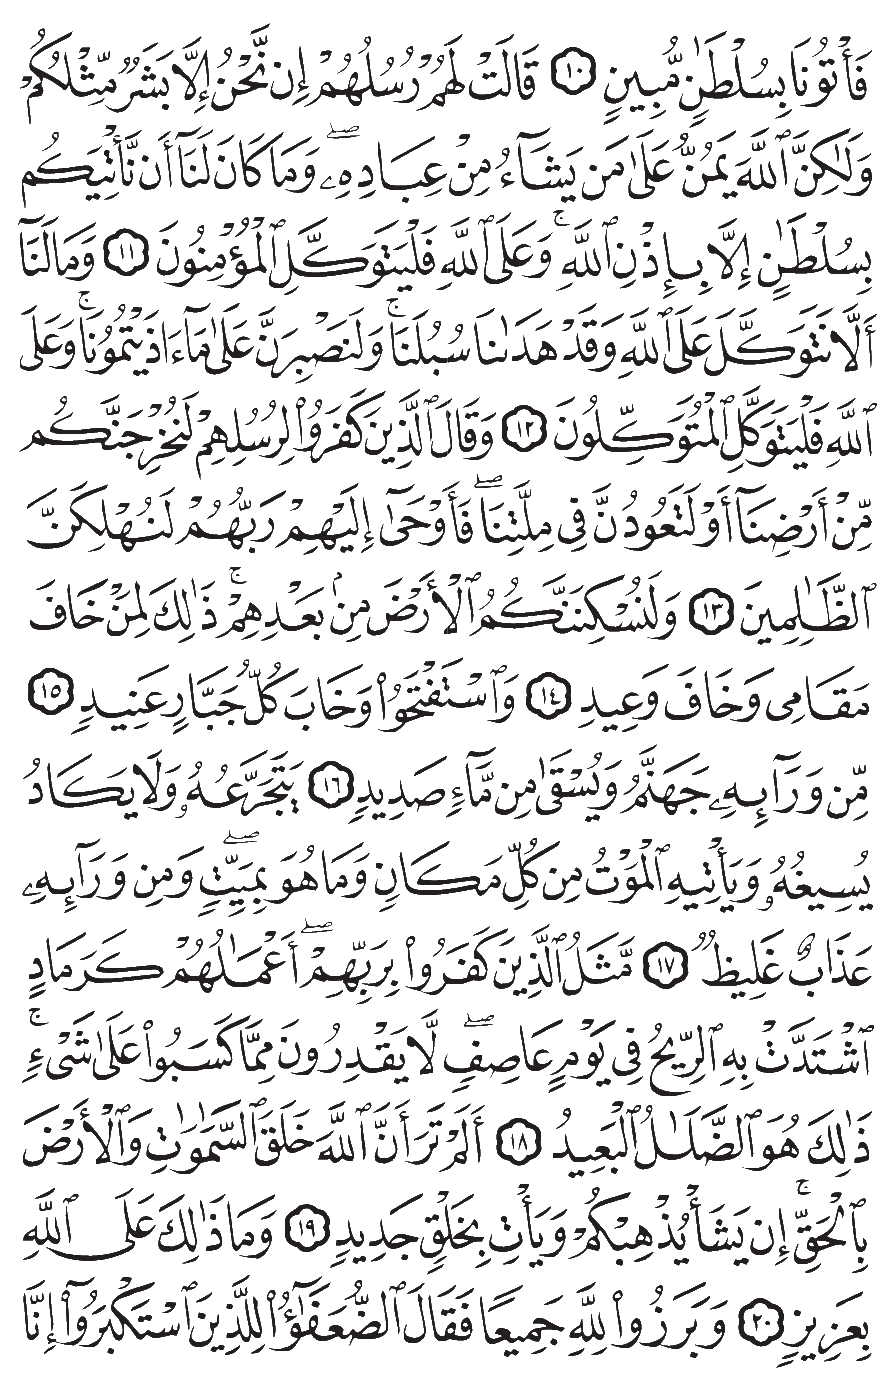 فَأْتُونَا بِسُلْطَٰنٍ مُّبِينٍ ١٠ قَالَتْ لَهُمْ رُسُلُهُمْ إِن نَّحْنُ إِلَّا بَشَرٌ مِّثْلُكُمْ
وَلَٰكِنَّ ٱللَّهَ يَمُنُّ عَلَىٰ مَن يَشَآءُ مِنْ عِبَادِهِۦ ۖ وَمَا كَانَ لَنَآ أَن نَّأْتِيَكُم
بِسُلْطَٰنٍ إِلَّا بِإِذْنِ ٱللَّهِ ۚ وَعَلَى ٱللَّهِ فَلْيَتَوَكَّلِ ٱلْمُؤْمِنُونَ ١١ وَمَا لَنَآ
أَلَّا نَتَوَكَّلَ عَلَى ٱللَّهِ وَقَدْ هَدَىٰنَا سُبُلَنَا ۚ وَلَنَصْبِرَنَّ عَلَىٰ مَآ ءَاذَيْتُمُونَا ۚ وَعَلَى
ٱللَّهِ فَلْيَتَوَكَّلِ ٱلْمُتَوَكِّلُونَ ١٢ وَقَالَ ٱلَّذِينَ كَفَرُوا۟ لِرُسُلِهِمْ لَنُخْرِجَنَّكُم
مِّنْ أَرْضِنَآ أَوْ لَتَعُودُنَّ فِى مِلَّتِنَا ۖ فَأَوْحَىٰٓ إِلَيْهِمْ رَبُّهُمْ لَنُهْلِكَنَّ
ٱلظَّٰلِمِينَ ١٣ وَلَنُسْكِنَنَّكُمُ ٱلْأَرْضَ مِنۢ بَعْدِهِمْ ۚ ذَٰلِكَ لِمَنْ خَافَ
مَقَامِى وَخَافَ وَعِيدِ ١٤ وَٱسْتَفْتَحُوا۟ وَخَابَ كُلُّ جَبَّارٍ عَنِيدٍ ١٥
مِّن وَرَآئِهِۦ جَهَنَّمُ وَيُسْقَىٰ مِن مَّآءٍ صَدِيدٍ ١٦ يَتَجَرَّعُهُۥ وَلَا يَكَادُ
يُسِيغُهُۥ وَيَأْتِيهِ ٱلْمَوْتُ مِن كُلِّ مَكَانٍ وَمَا هُوَ بِمَيِّتٍ ۖ وَمِن وَرَآئِهِۦ
عَذَابٌ غَلِيظٌ ١٧ مَّثَلُ ٱلَّذِينَ كَفَرُوا۟ بِرَبِّهِمْ ۖ أَعْمَٰلُهُمْ كَرَمَادٍ
ٱشْتَدَّتْ بِهِ ٱلرِّيحُ فِى يَوْمٍ عَاصِفٍ ۖ لَّا يَقْدِرُونَ مِمَّا كَسَبُوا۟ عَلَىٰ شَىْءٍ ۚ
ذَٰلِكَ هُوَ ٱلضَّلَٰلُ ٱلْبَعِيدُ ١٨ أَلَمْ تَرَ أَنَّ ٱللَّهَ خَلَقَ ٱلسَّمَٰوَٰتِ وَٱلْأَرْضَ
بِٱلْحَقِّ ۚ إِن يَشَأْ يُذْهِبْكُمْ وَيَأْتِ بِخَلْقٍ جَدِيدٍ ١٩ وَمَا ذَٰلِكَ عَلَى ٱللَّهِ
بِعَزِيزٍ ٢٠ وَبَرَزُوا۟ لِلَّهِ جَمِيعًا فَقَالَ ٱلضُّعَفَٰٓؤُا۟ لِلَّذِينَ ٱسْتَكْبَرُوٓا۟ إِنَّا